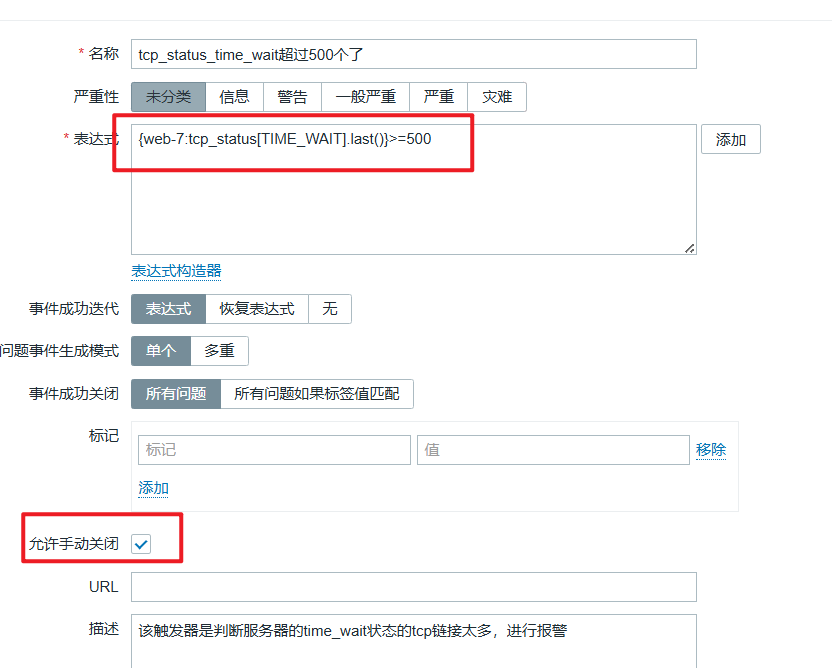 * 名称 tcp_status_time_wait超过500个了
严重性 未分类 信息 警告 一般严重 严重 灾难
* 表达式 {web-7:tcp_status[TIME_WAIT].last()}>=500 添加
表达式构造器
事件成功迭代 表达式 恢复表达式 无
问题事件生成模式 单个 多重
事件成功关闭 所有问题 所有问题如果标签值匹配
标记 标记 值 移除
添加
允许手动关闭
URL
描述 该触发器是判断服务器的time_wait状态的tcp链接太多，进行报警